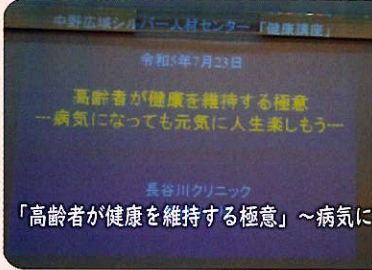 中野広域シルバー人材センター「健康講座」
令和5年7月23日
高齢者が健康を維持する極意
―病気になっても元気に人生楽しもう―
長谷川クリニック
「高齢者が健康を維持する極意」～病気に